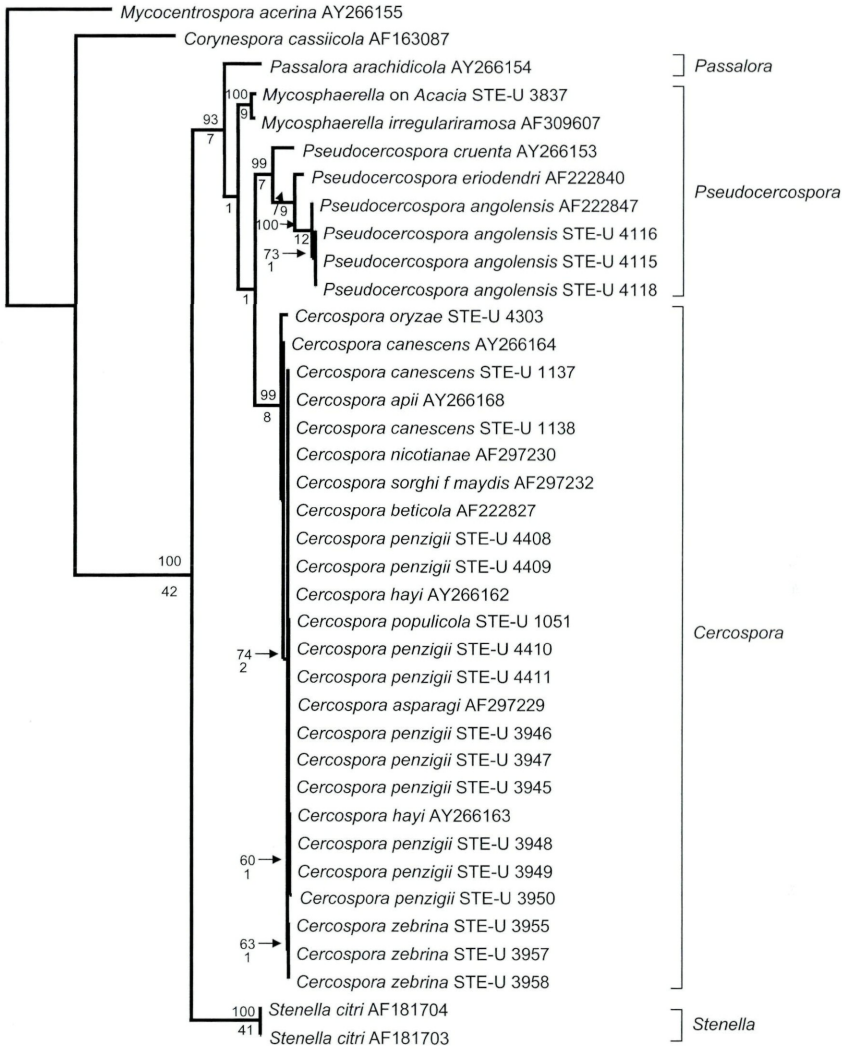 Mycocentrospora acerina AY266155
Corynespora cassiicola AF163087
Passalora arachidicola AY266154
Passalora
Mycosphaerella on Acacia STE-U 3837
100
9
Mycosphaerella irregulariramosa AF309607
93
7
Pseudocercospora cruenta AY266153
99
7
Pseudocercospora eriodendri AF222840
Pseudocercospora
1
79
Pseudocercospora angolensis AF222847
100
12
Pseudocercospora angolensis STE-U 4116
73
1
Pseudocercospora angolensis STE-U 4115
Pseudocercospora angolensis STE-U 4118
1
Cercospora oryzae STE-U 4303
Cercospora canescens AY266164
Cercospora canescens STE-U 1137
99
8
Cercospora apii AY266168
Cercospora canescens STE-U 1138
Cercospora nicotianae AF297230
Cercospora sorghi f maydis AF297232
Cercospora beticola AF222827
Cercospora penzigii STE-U 4408
100
42
Cercospora penzigii STE-U 4409
Cercospora hayi AY266162
Cercospora populicola STE-U 1051
Cercospora
74
2
Cercospora penzigii STE-U 4410
Cercospora penzigii STE-U 4411
Cercospora asparagi AF297229
Cercospora penzigii STE-U 3946
Cercospora penzigii STE-U 3947
Cercospora penzigii STE-U 3945
Cercospora hayi AY266163
Cercospora penzigii STE-U 3948
60
1
Cercospora penzigii STE-U 3949
Cercospora penzigii STE-U 3950
Cercospora zebrina STE-U 3955
63
1
Cercospora zebrina STE-U 3957
Cercospora zebrina STE-U 3958
100
41
Stenella citri AF181704
Stenella citri AF181703
Stenella